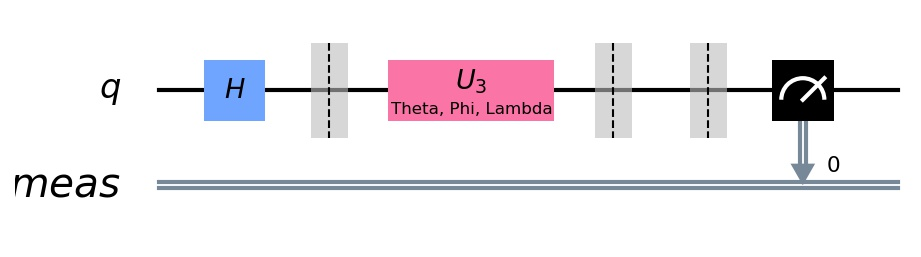 q
H
U3
Theta, Phi, Lambda
0
meas